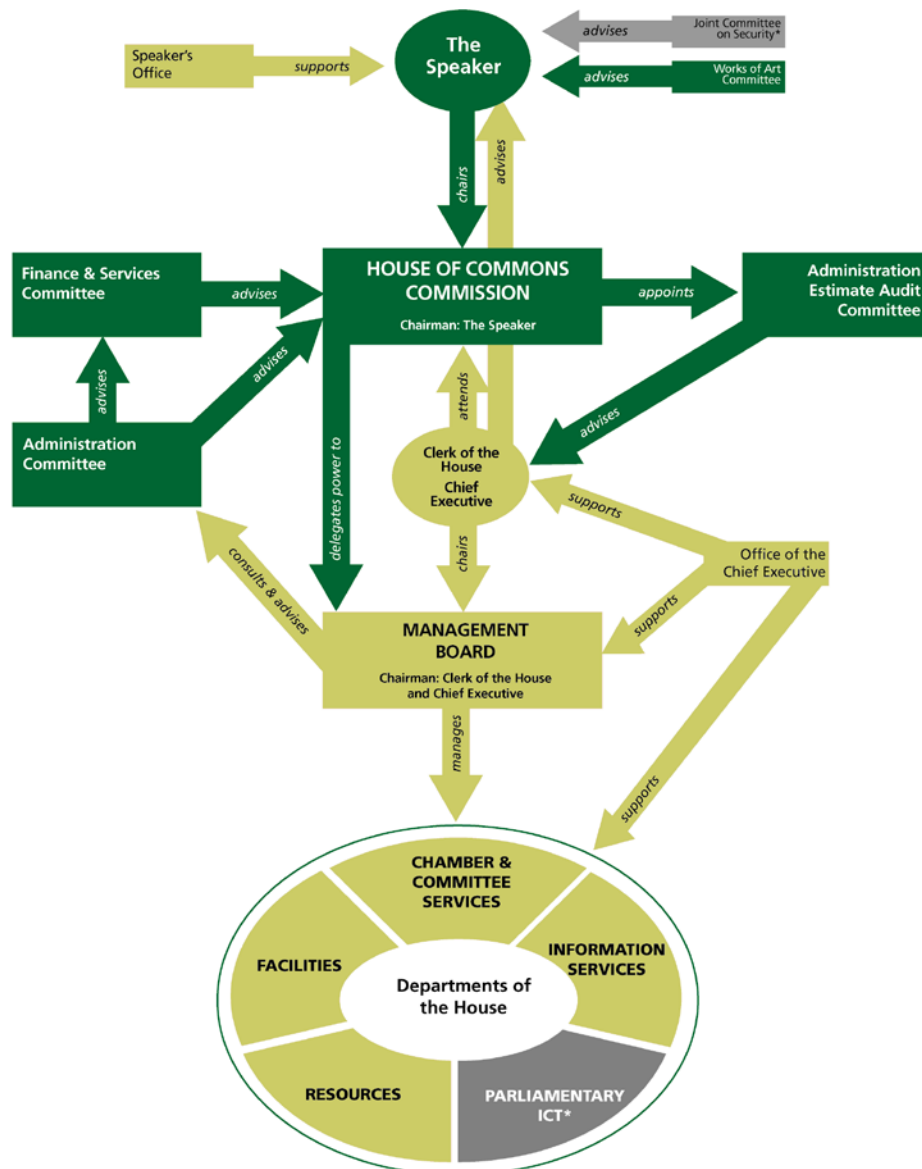 The
Speaker
Speaker's
Office
supports
advises
Joint Committee
on Security*
advises
Works of Art
Committee
chairs
advises
Finance & Services
Committee
advises
HOUSE OF COMMONS
COMMISSION
Chairman: The Speaker
appoints
Administration
Estimate Audit
Committee
advises
advises
attends
advises
Administration
Committee
delegates power to
Clerk of the
House
Chief
Executive
supports
Office of the
Chief Executive
consults & advises
chairs
supports
MANAGEMENT
BOARD
Chairman: Clerk of the House
and Chief Executive
manages
supports
CHAMBER &
COMMITTEE
SERVICES
FACILITIES
INFORMATION
SERVICES
Departments of
the House
RESOURCES
PARLIAMENTARY
ICT*